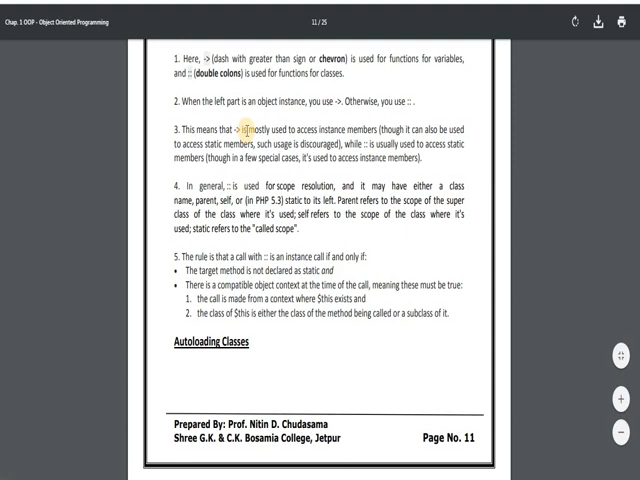 Chap. 1 OOP - Object Oriented Programming
11 / 25
1. Here, -> (dash with greater than sign or chevron) is used for functions for variables,
and :: (double colons) is used for functions for classes.
2. When the left part is an object instance, you use ->. Otherwise, you use :: .
3. This means that -> is mostly used to access instance members (though it can also be used
to access static members, such usage is discouraged), while :: is usually used to access static
members (though in a few special cases, it's used to access instance members).
4. In general, :: is used for scope resolution, and it may have either a class
name, parent, self, or (in PHP 5.3) static to its left. Parent refers to the scope of the super
class of the class where it's used; self refers to the scope of the class where it's
used; static refers to the "called scope".
5. The rule is that a call with :: is an instance call if and only if:
• The target method is not declared as static and
• There is a compatible object context at the time of the call, meaning these must be true:
1. the call is made from a context where $this exists and
2. the class of $this is either the class of the method being called or a subclass of it.
Autoloading Classes
Prepared By: Prof. Nitin D. Chudasama
Shree G.K. & C.K. Bosamia College, Jetpur
Page No. 11